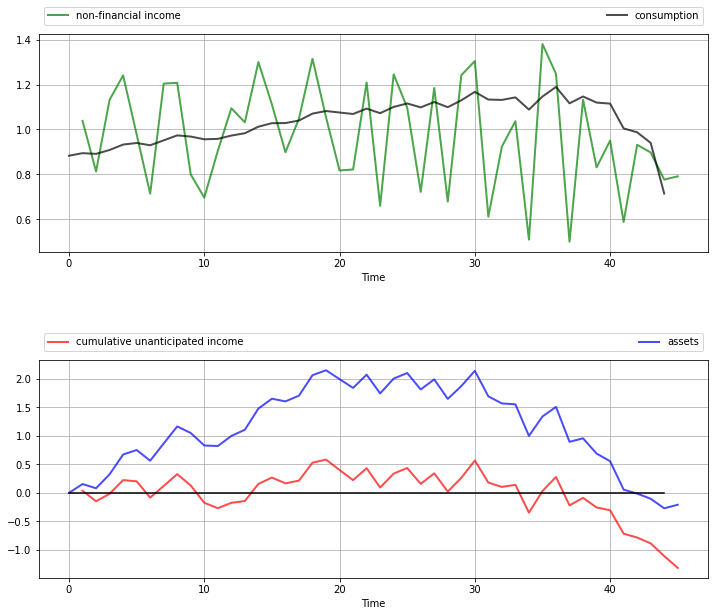 non-financial income consumption
1.4
1.2
1.0
0.8
0.6
0 10 20 30 40
Time
cumulative unanticipated income assets
2.0
1.5
1.0
0.5
0.0
−0.5
−1.0
0 10 20 30 40
Time